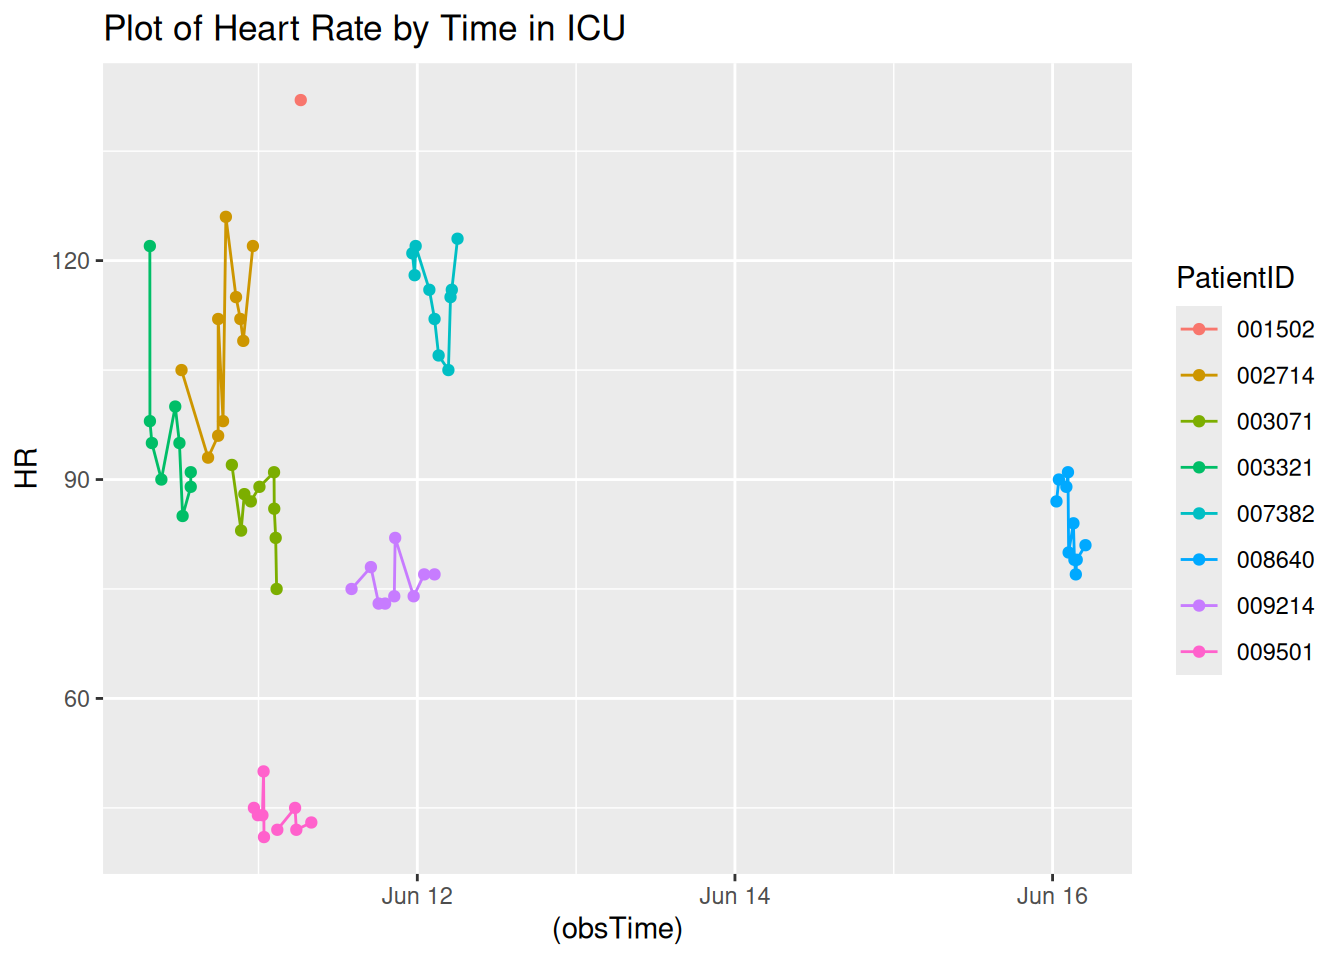 Plot of Heart Rate by Time in ICU
HR
120
90
60
Jun 12
Jun 14
Jun 16
(obsTime)
PatientID
001502
002714
003071
003321
007382
008640
009214
009501